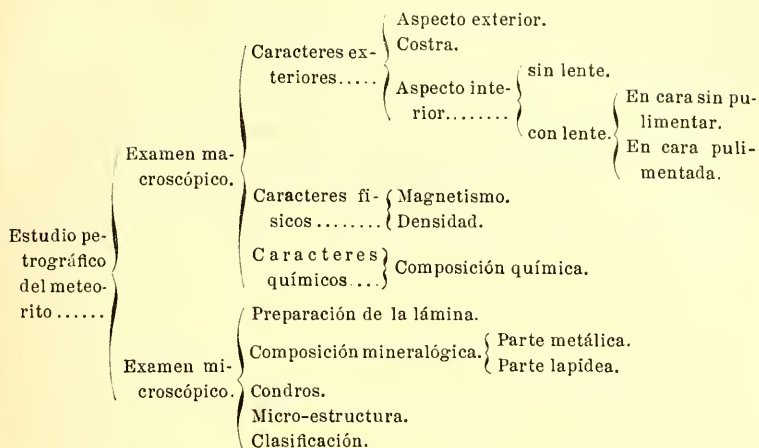 Estudio pe-
trográfico
del meteo-
rito ......
Examen ma-
croscópico.
Caracteres ex-
teriores.....
Aspecto exterior.
Costra.
Aspecto inte-
rior........
sin lente.
con lente.
En cara sin pu-
limentar.
En cara puli-
mentada.
Caracteres fi-
sicos ........
Magnetismo.
Densidad.
Caracteres
químicos ...
Composición química.
Examen mi-
croscópico.
Preparación de la lámina.
Composición mineralógica.
Parte metálica.
Parte lapidea.
Condros.
Micro-estructura.
Clasificación.